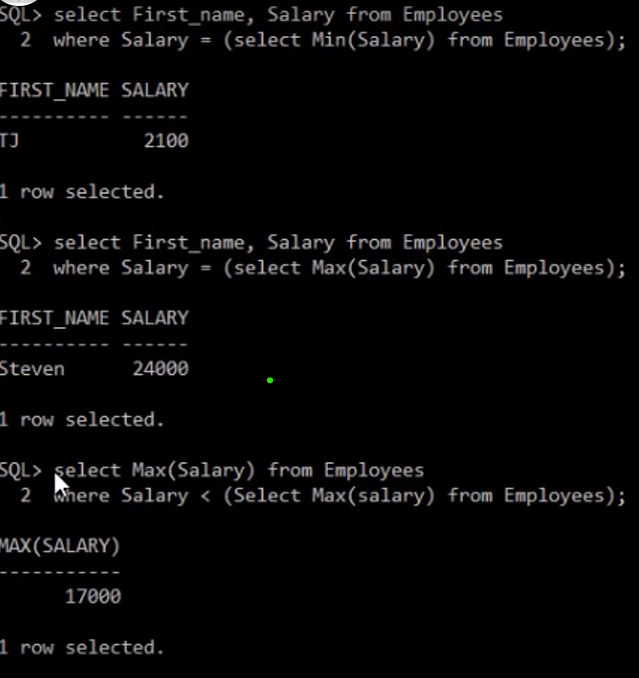 SQL> select First_name, Salary from Employees
2 where Salary = (select Min(Salary) from Employees);
FIRST_NAME SALARY
---------- ------
TJ 2100
1 row selected.
SQL> select First_name, Salary from Employees
2 where Salary = (select Max(Salary) from Employees);
FIRST_NAME SALARY
---------- ------
Steven 24000
1 row selected.
SQL> select Max(Salary) from Employees
2 where Salary < (Select Max(salary) from Employees);
MAX(SALARY)
-----------
17000
1 row selected.